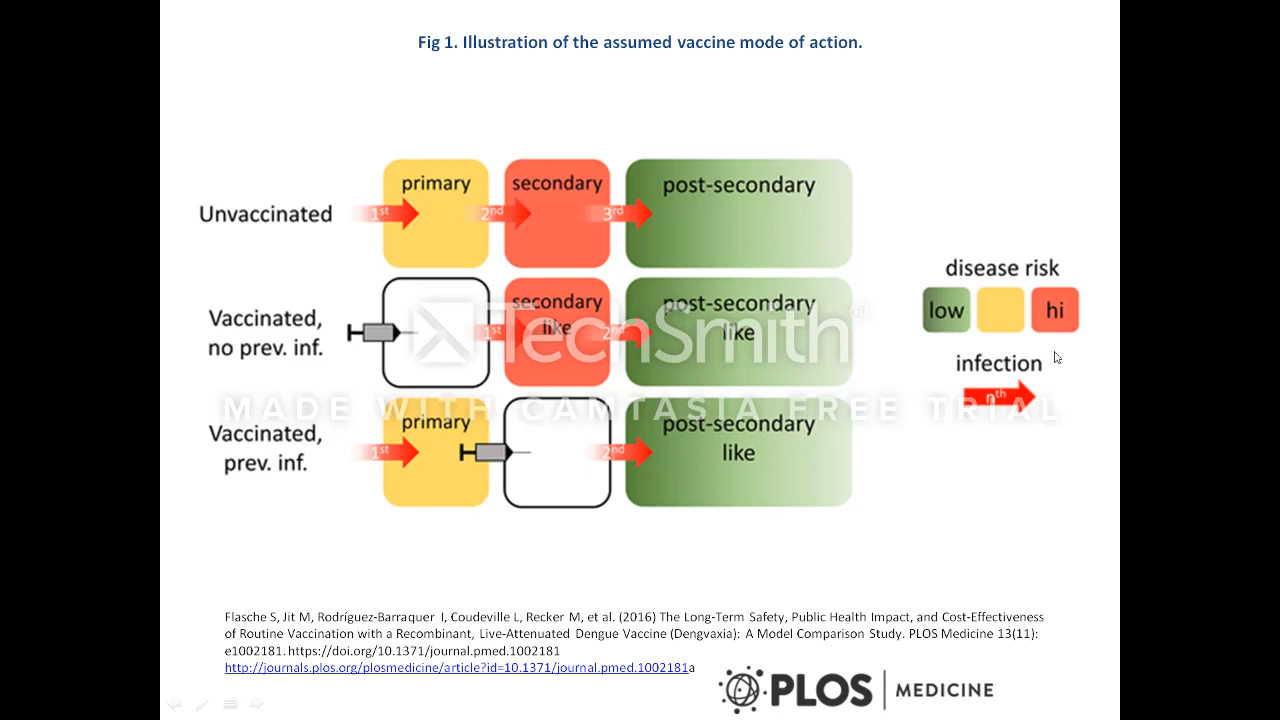 Fig 1. Illustration of the assumed vaccine mode of action.
primary
secondary
post-secondary
Unvaccinated
1st
2nd
3rd
disease risk
low
hi
secondary
like
post-secondary
like
Vaccinated,
no prev. inf.
1st
2nd
TechSmith®
infection
nth
MADE WITH CAMTASIA FREE TRIAL
primary
post-secondary
like
Vaccinated,
prev. inf.
1st
2nd
Flasche S, Jit M, Rodríguez-Barraquer I, Coudeville L, Recker M, et al. (2016) The Long-Term Safety, Public Health Impact, and Cost-Effectiveness
of Routine Vaccination with a Recombinant, Live-Attenuated Dengue Vaccine (Dengvaxia): A Model Comparison Study. PLOS Medicine 13(11):
e1002181. https://doi.org/10.1371/journal.pmed.1002181
http://journals.plos.org/plosmedicine/article?id=10.1371/journal.pmed.1002181a
PLOS | MEDICINE